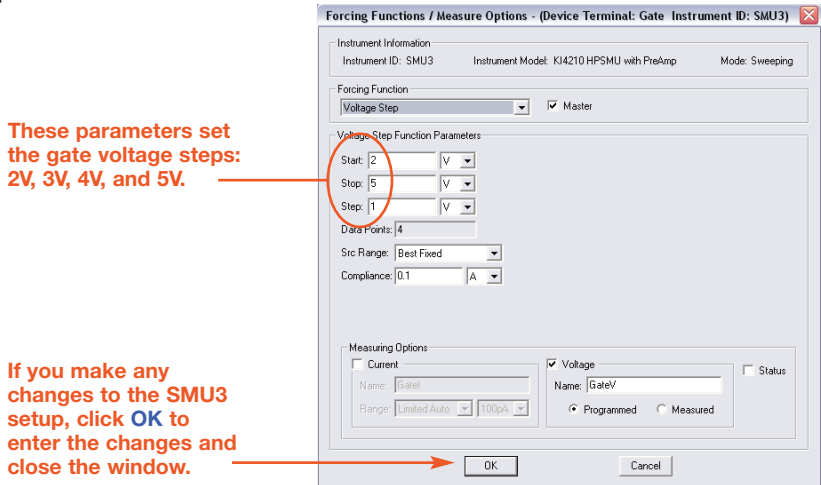 Forcing Functions / Measure Options - (Device Terminal: Gate Instrument ID: SMU3)
Instrument Information
Instrument ID: SMU3 Instrument Model: KI4210 HPSMU with PreAmp Mode: Sweeping
Forcing Function
Voltage Step Master
These parameters set
the gate voltage steps:
2V, 3V, 4V, and 5V.
Voltage Step Function Parameters
Start: 2 V
Stop: 5 V
Step: 1 V
Data Points: 4
Src Range: Best Fixed
Compliance: 0.1 A
If you make any
changes to the SMU3
setup, click OK to
enter the changes and
close the window.
Measuring Options
Current
Name: GateI
Range: Limited Auto 100pA
Voltage
Name: GateV
Programmed Measured
Status
OK Cancel